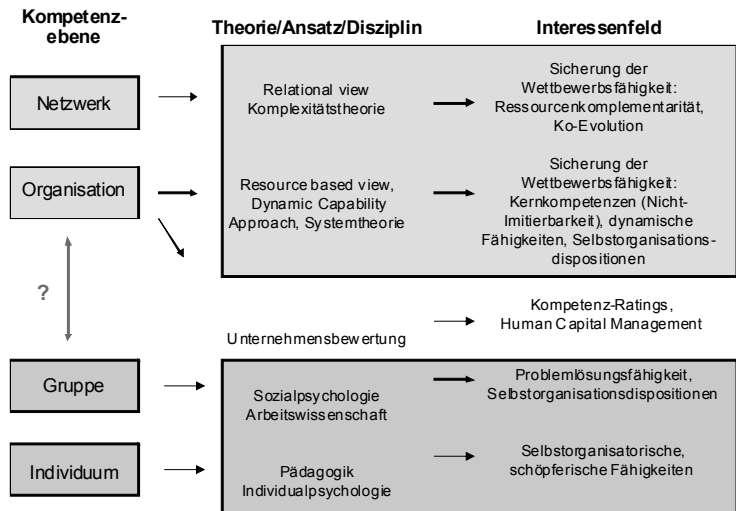 Kompetenz-
ebene
Theorie/Ansatz/Disziplin
Interessenfeld
Netzwerk
Relational view
Komplexitätstheorie
Sicherung der
Wettbewerbsfähigkeit:
Ressourcenkomplementarität,
Ko-Evolution
Organisation
Resource based view,
Dynamic Capability
Approach, Systemtheorie
Sicherung der
Wettbewerbsfähigkeit:
Kernkompetenzen (Nicht-
Imitierbarkeit), dynamische
Fähigkeiten, Selbstorganisations-
dispositionen
?
Unternehmensbewertung
Kompetenz-Ratings,
Human Capital Management
Gruppe
Sozialpsychologie
Arbeitswissenschaft
Problemlösungsfähigkeit,
Selbstorganisationsdispositionen
Individuum
Pädagogik
Individualpsychologie
Selbstorganisatorische,
schöpferische Fähigkeiten